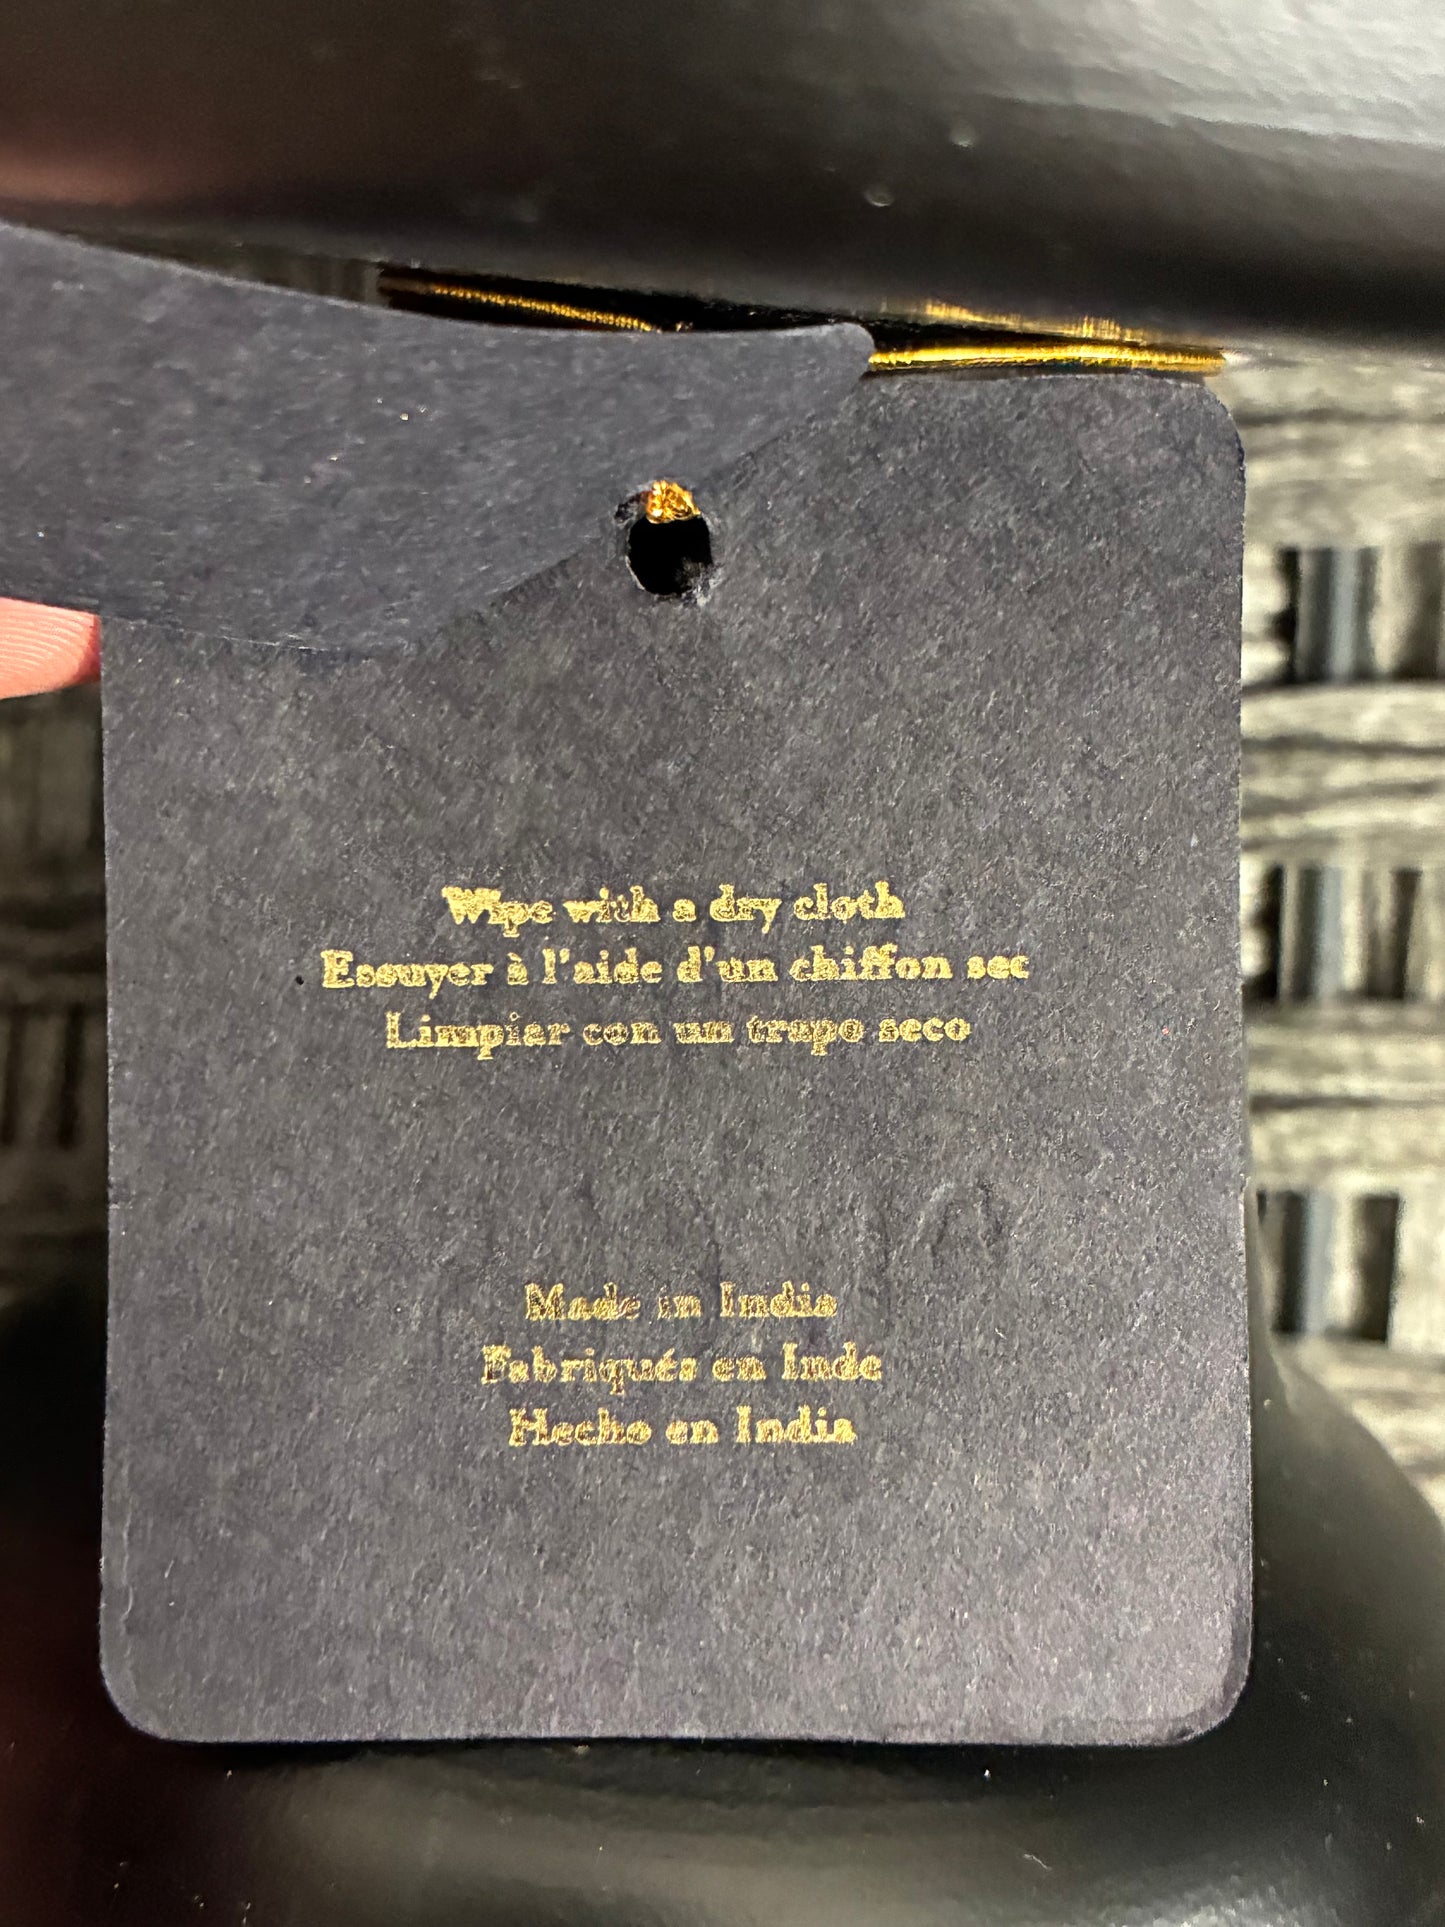 Wipe with a dry cloth
Essuyer à l'aide d'un chiffon sec
Limpiar con un trapo seco
Made in India
Fabriqués en Inde
Hecho en India